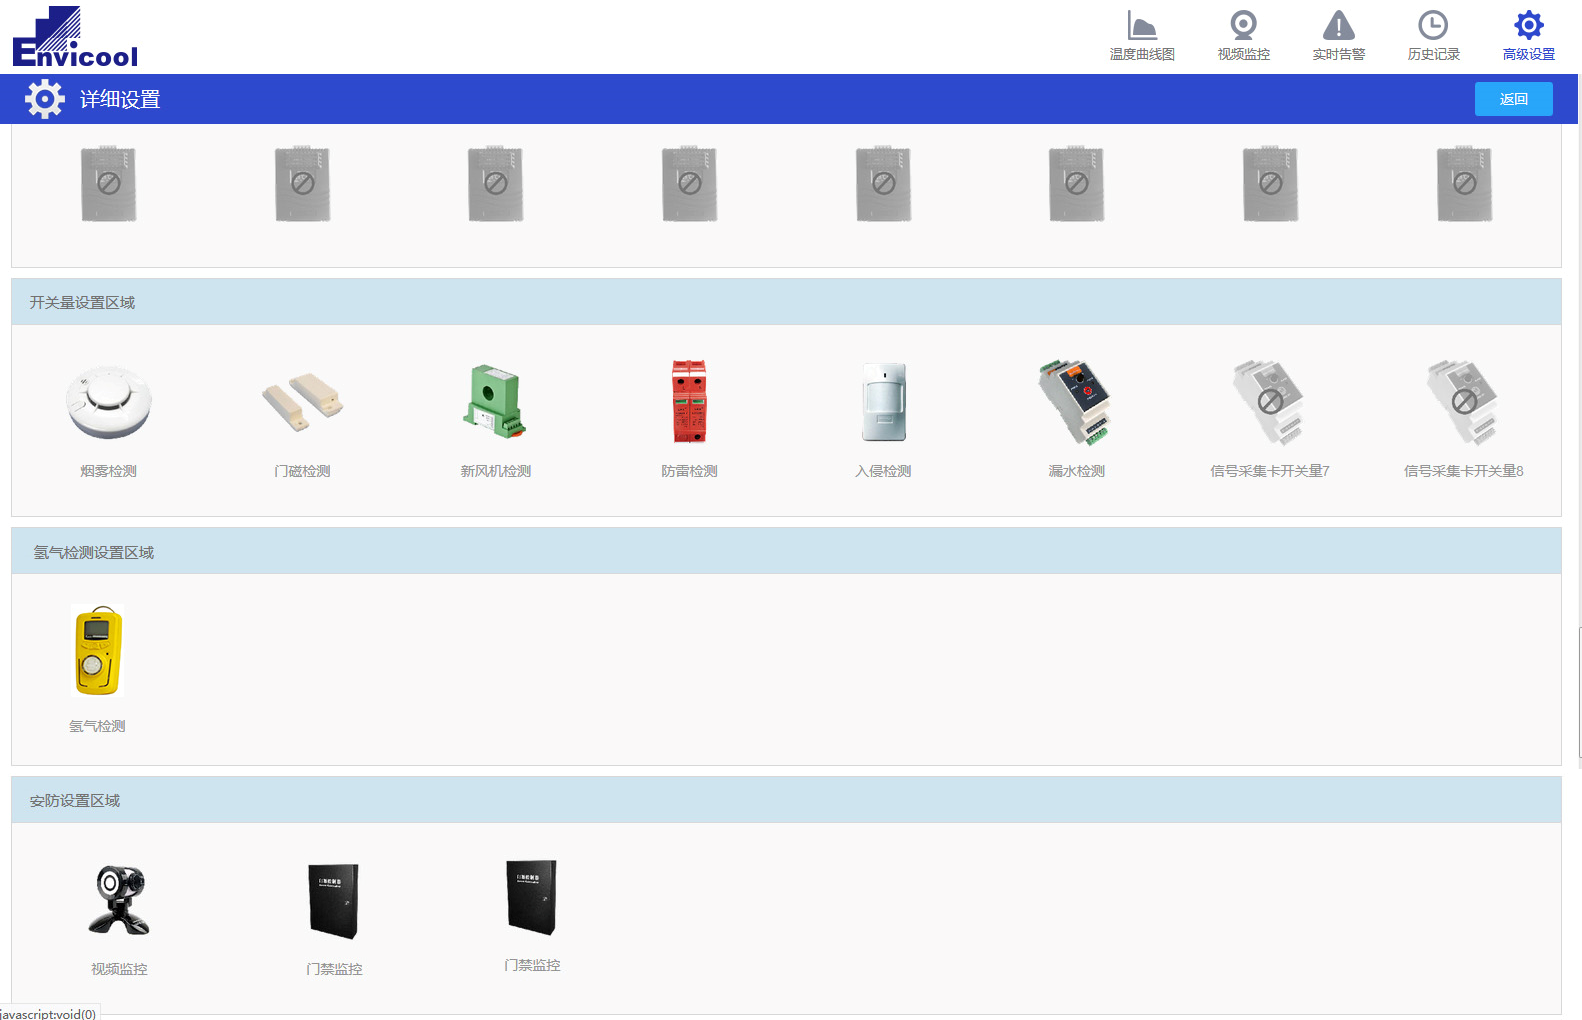 Envicool
温度曲线图
视频监控
实时告警
历史记录
高级设置
详细设置
返回
开关量设置区域
烟雾检测
门磁检测
新风机检测
防雷检测
入侵检测
漏水检测
信号采集卡开关量7
信号采集卡开关量8
氢气检测设置区域
氢气检测
安防设置区域
视频监控
门禁监控
门禁监控
javascript:void(0)